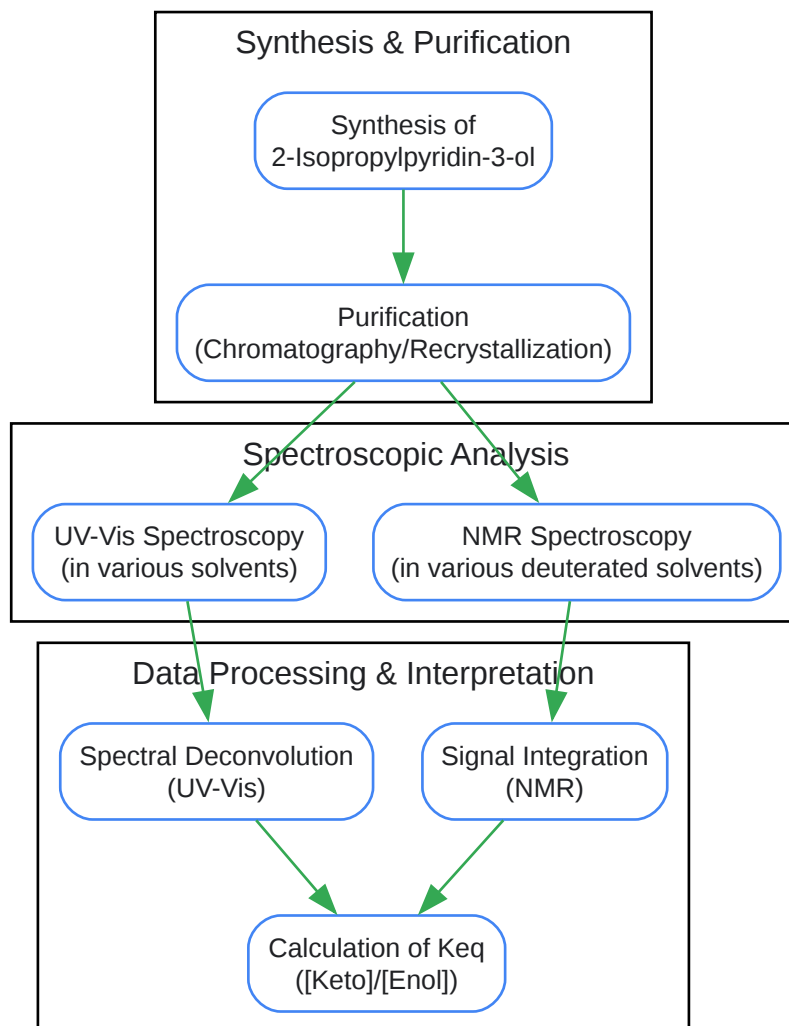 Synthesis & Purification
Synthesis of
2-Isopropylpyridin-3-ol
Purification
(Chromatography/Recrystallization)
Spectroscopic Analysis
UV-Vis Spectroscopy
(in various solvents)
NMR Spectroscopy
(in various deuterated solvents)
Data Processing & Interpretation
Spectral Deconvolution
(UV-Vis)
Signal Integration
(NMR)
Calculation of Keq
([Keto]/[Enol])